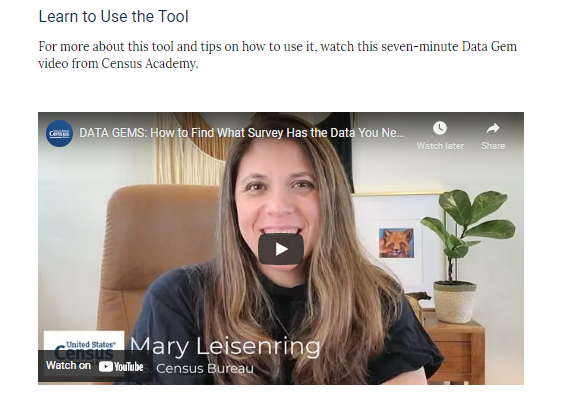 Learn to Use the Tool
For more about this tool and tips on how to use it, watch this seven-minute Data Gem
video from Census Academy.
Census
DATA GEMS: How to Find What Survey Has the Data You Ne...
Watch later
Share
United States®
Census
Mary Leisenring
Census Bureau
Watch on YouTube